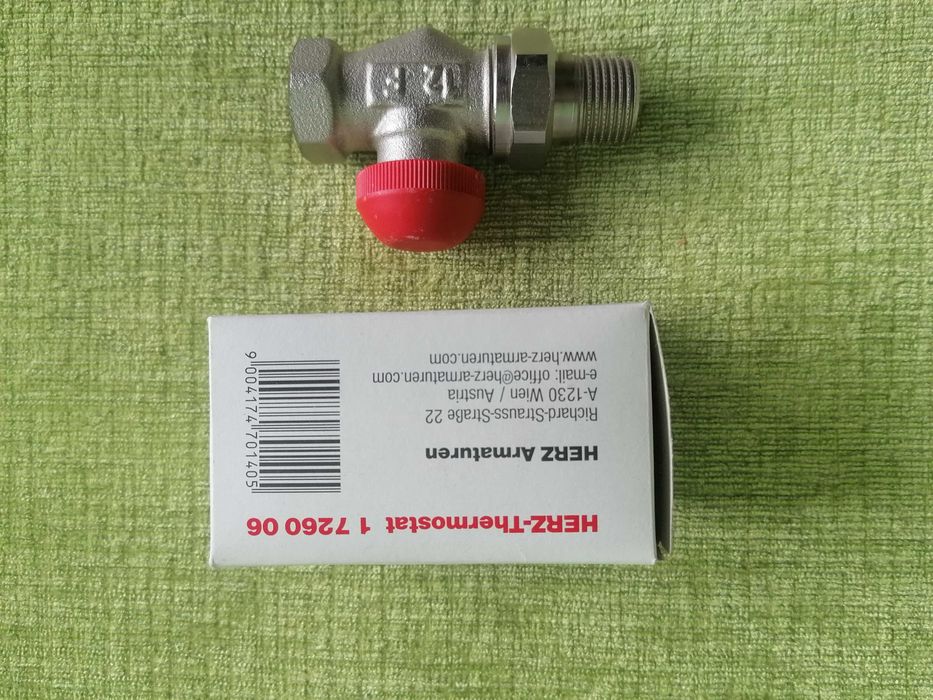 HERZ-Thermostat 1 7260 06
HERZ Armaturen
Richard-Strauss-Straße 22
A-1230 Wien / Austria
e-mail: office@herz-armaturen.com
www.herz-armaturen.com
9 004174 701405